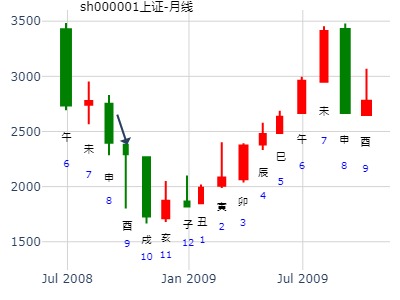 sh000001上证-月线
3500
3000
2500
2000
1500
午
6
未
7
申
8
酉
9
戌
10
亥
11
子
12
丑
1
寅
2
卯
3
辰
4
巳
5
午
6
未
7
申
8
酉
9
Jul 2008
Jan 2009
Jul 2009